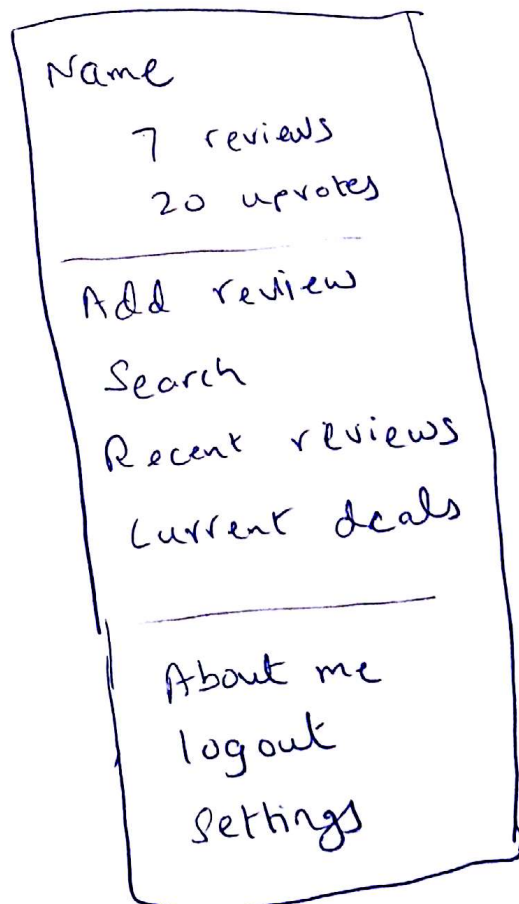 Name
7 reviews
20 upvotes
Add review
Search
Recent reviews
Current deals
About me
logout
Settings